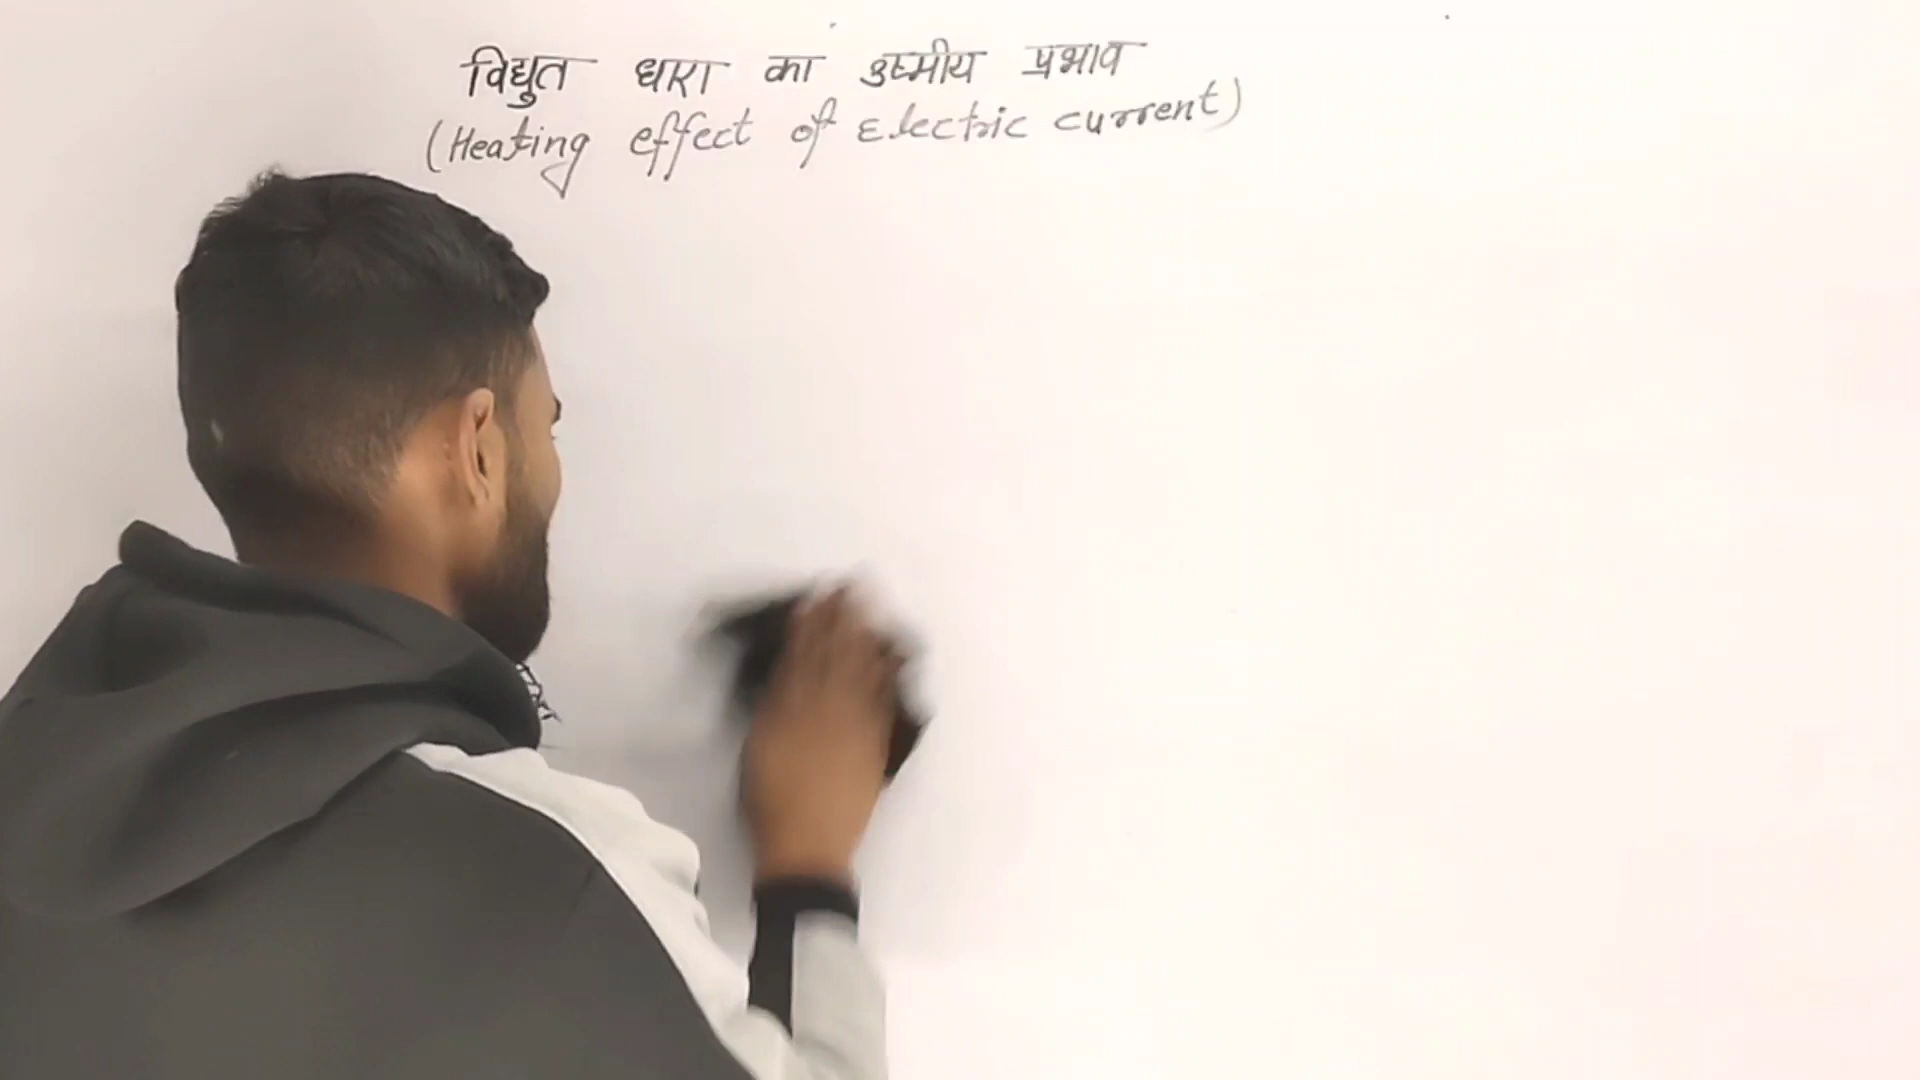 विद्युत धारा का उष्मीय प्रभाव
(Heating effect of Electric current)